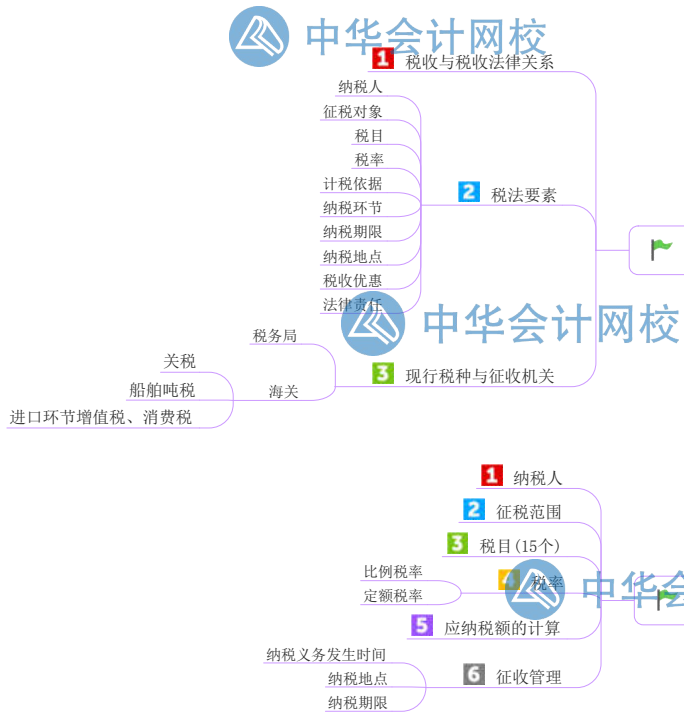 中华会计网校
1 税收与税收法律关系
纳税人
征税对象
税目
税率
计税依据
纳税环节
纳税期限
纳税地点
税收优惠
法律责任
2 税法要素
中华会计网校
税务局
3 现行税种与征收机关
关税
船舶吨税
进口环节增值税、消费税
海关
1 纳税人
2 征税范围
3 税目(15个)
4 税率
比例税率
定额税率
中华会
5 应纳税额的计算
纳税义务发生时间
纳税地点
纳税期限
6 征收管理